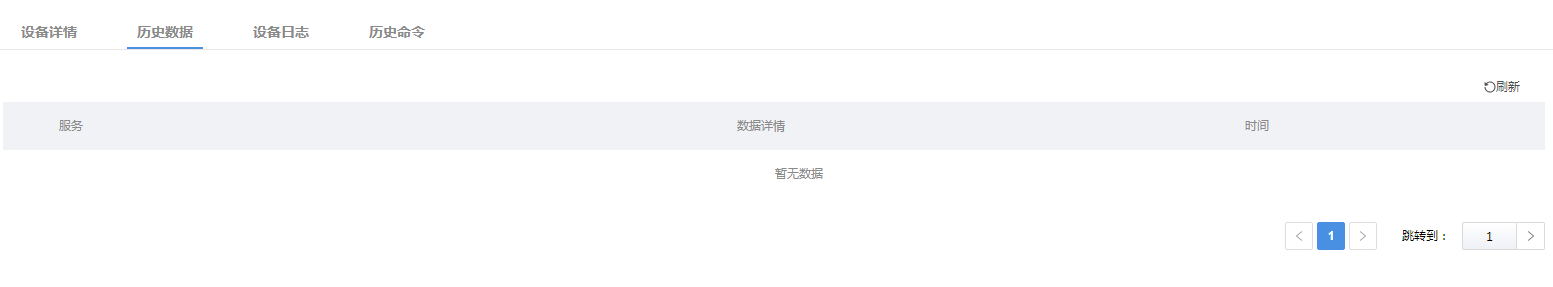 设备详情 历史数据 设备日志 历史命令
刷新
服务 数据详情 时间
暂无数据
1 跳转到： 1